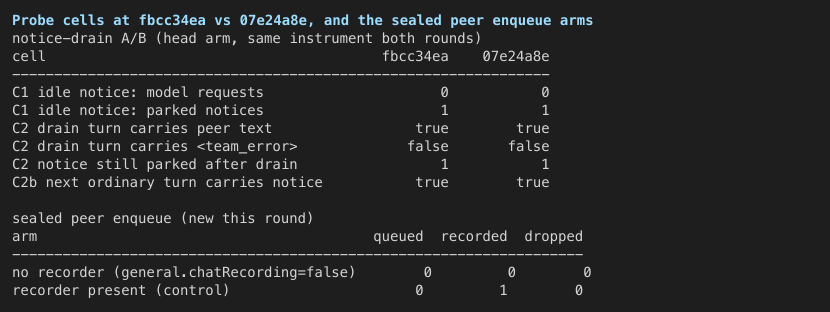 Probe cells at fbcc34ea vs 07e24a8e, and the sealed peer enqueue arms
notice-drain A/B (head arm, same instrument both rounds)
cell fbcc34ea 07e24a8e
------------------------------------------------------------------
C1 idle notice: model requests 0 0
C1 idle notice: parked notices 1 1
C2 drain turn carries peer text true true
C2 drain turn carries <team_error> false false
C2 notice still parked after drain 1 1
C2b next ordinary turn carries notice true true
sealed peer enqueue (new this round)
arm queued recorded dropped
----------------------------------------------------------------------
no recorder (general.chatRecording=false) 0 0 0
recorder present (control) 0 1 0